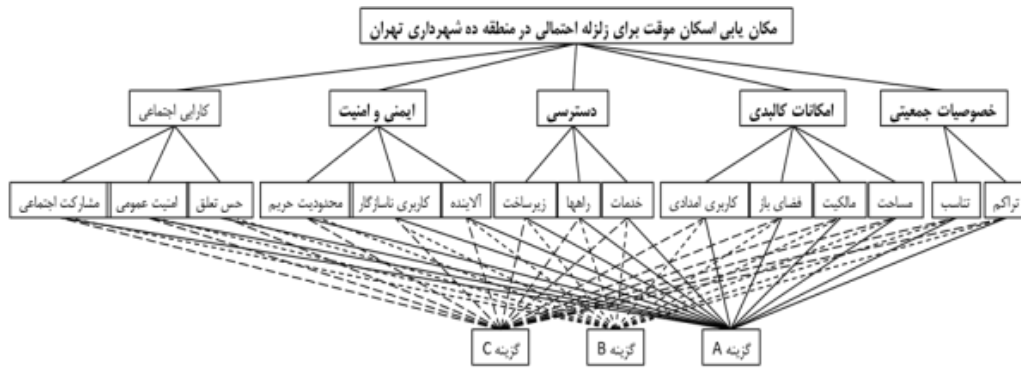 مکان یابی اسکان موقت برای زلزله احتمالی در منطقه ده شهرداری تهران
خصوصیات جمعیتی
امکانات کالبدی
دسترسی
ایمنی و امنیت
کارایی اجتماعی
تراکم
تناسب
مساحت
مالکیت
فضای باز
کاربری امدادی
خدمات
راهها
زیرساخت
آلاینده
کاربری ناسازگار
محدودیت حریم
حس تعلق
امنیت عمومی
مشارکت اجتماعی
گزینه A
گزینه B
گزینه C